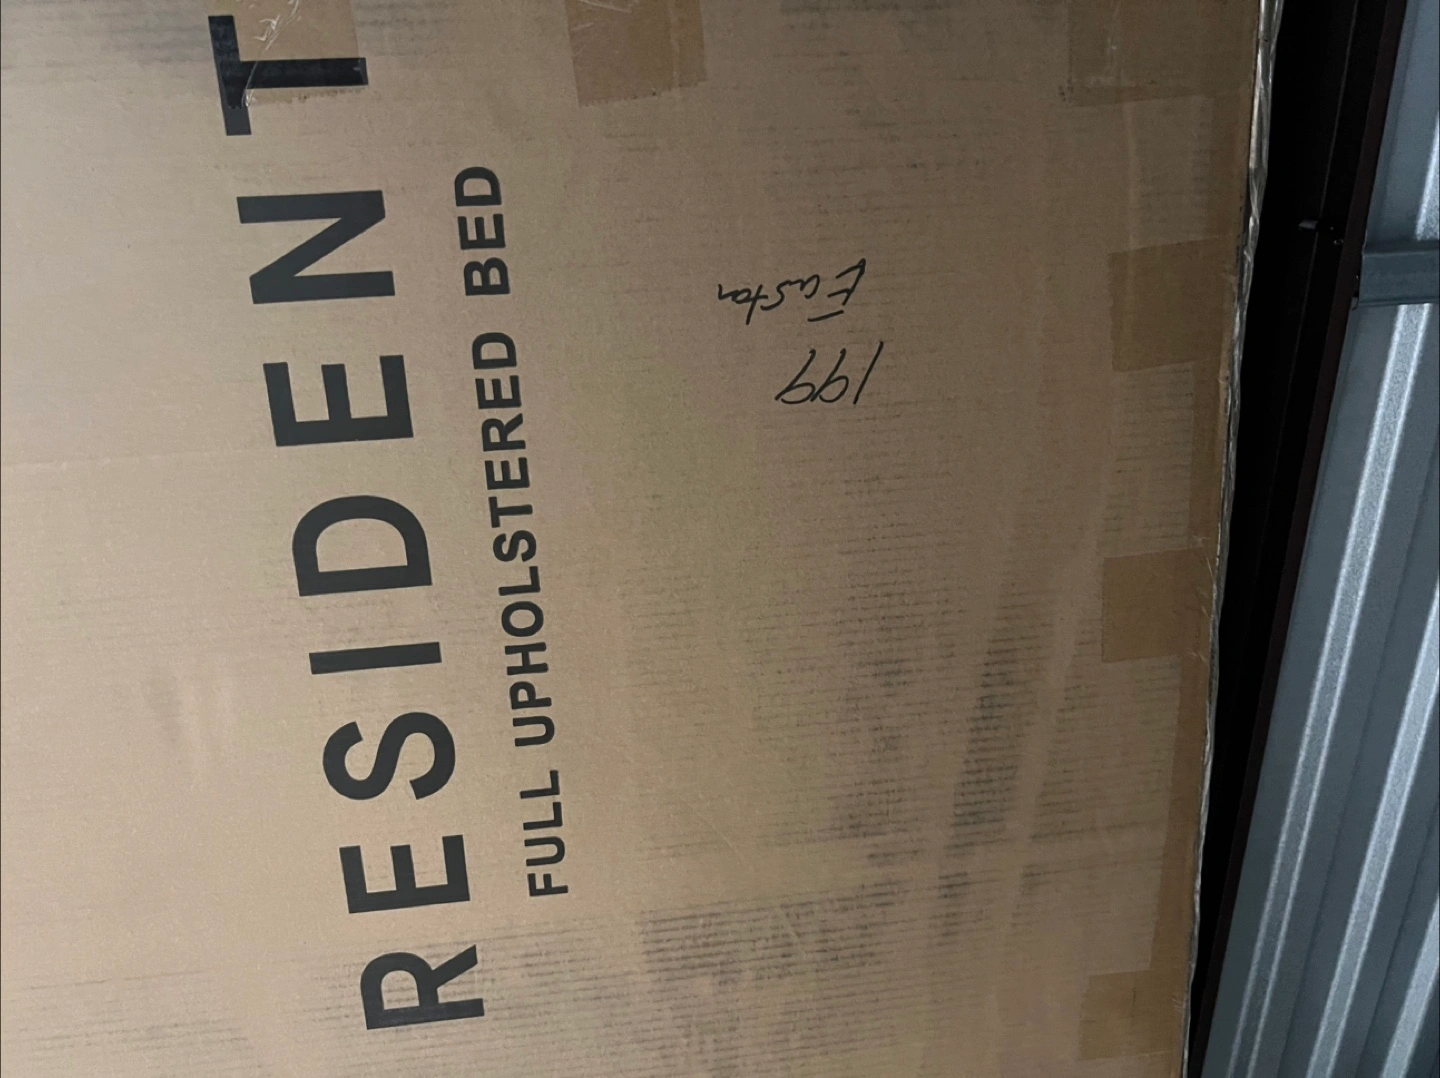 RESIDENT
FULL UPHOLSTERED BED
199
Easton